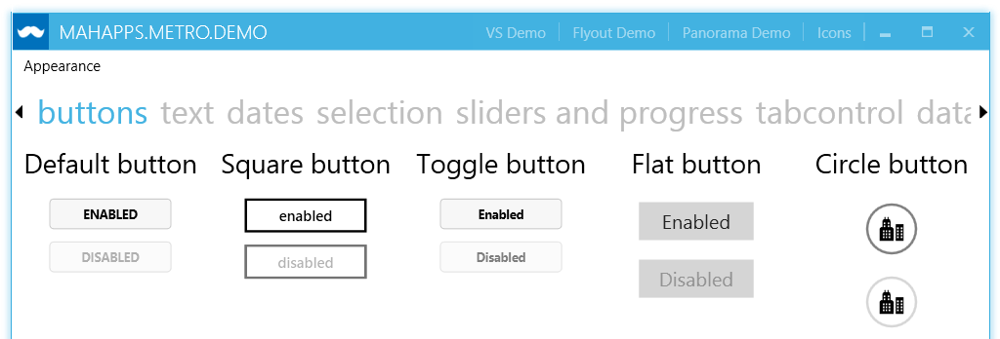 MAHAPPS.METRO.DEMO VS Demo Flyout Demo Panorama Demo Icons
Appearance
buttons text dates selection sliders and progress tabcontrol data
Default button Square button Toggle button Flat button Circle button
ENABLED enabled Enabled Enabled
DISABLED disabled Disabled Disabled